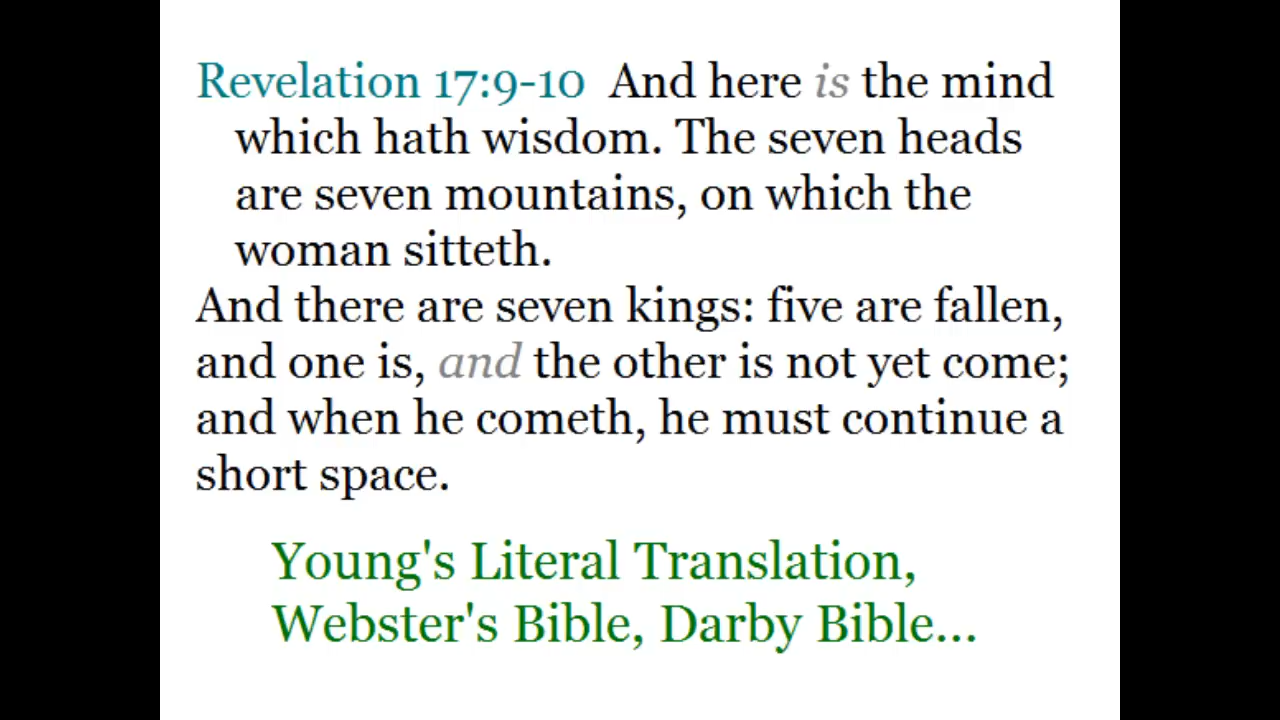 Revelation 17:9-10 And here is the mind
which hath wisdom. The seven heads
are seven mountains, on which the
woman sitteth.
And there are seven kings: five are fallen,
and one is, and the other is not yet come;
and when he cometh, he must continue a
short space.
Young's Literal Translation,
Webster's Bible, Darby Bible...